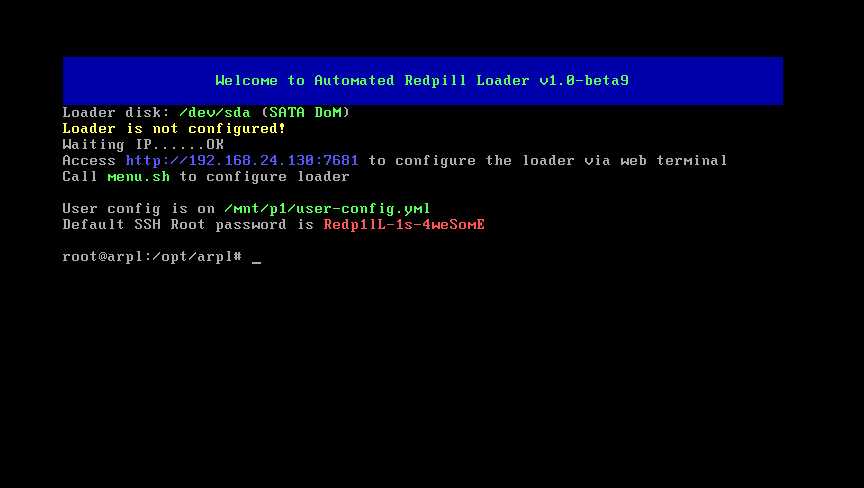 Welcome to Automated Redpill Loader v1.0-beta9
Loader disk: /dev/sda (SATA DoM)
Loader is not configured!
Waiting IP......OK
Access http://192.168.24.130:7681 to configure the loader via web terminal
Call menu.sh to configure loader
User config is on /mnt/p1/user-config.yml
Default SSH Root password is Redp1lL-1s-4weSomE
root@arpl:/opt/arpl# _